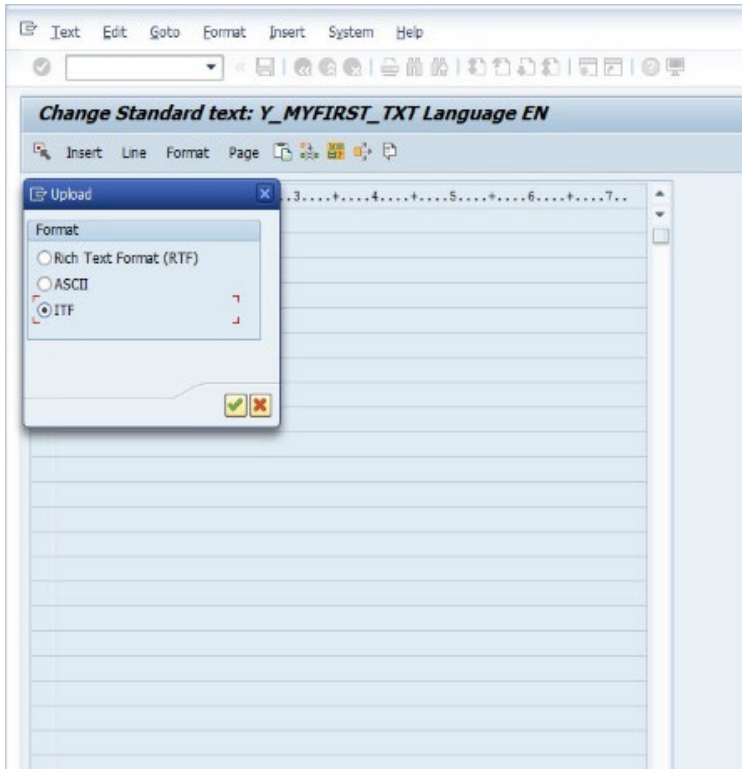 Text Edit Goto Format Insert System Help
Change Standard text: Y_MYFIRST_TXT Language EN
Insert Line Format Page
Upload
..3....+....4....+....5....+....6....+....7..
Format
Rich Text Format (RTF)
ASCII
ITF